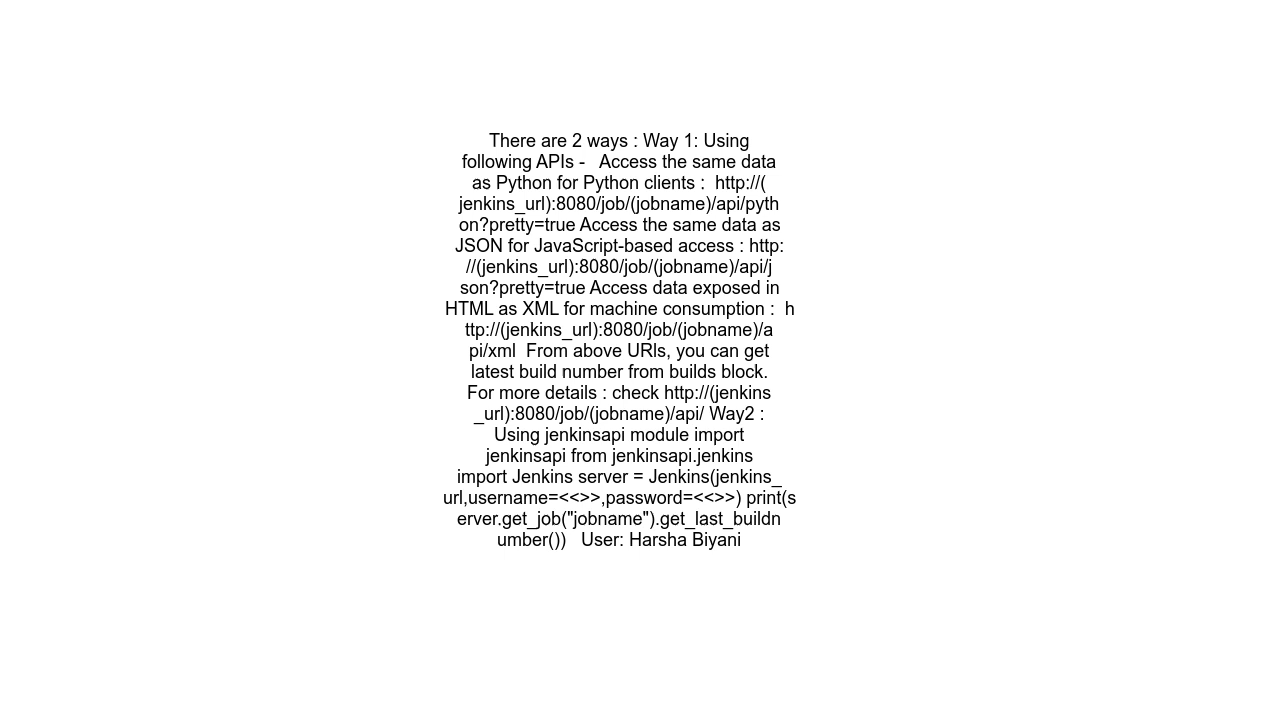 There are 2 ways : Way 1: Using
following APIs -   Access the same data
as Python for Python clients :  http://(
jenkins_url):8080/job/(jobname)/api/pyth
on?pretty=true Access the same data as
JSON for JavaScript-based access : http:
//(jenkins_url):8080/job/(jobname)/api/j
son?pretty=true Access data exposed in
HTML as XML for machine consumption :  h
ttp://(jenkins_url):8080/job/(jobname)/a
pi/xml  From above URls, you can get
latest build number from builds block.
For more details : check http://(jenkins
_url):8080/job/(jobname)/api/ Way2 :
Using jenkinsapi module import
jenkinsapi from jenkinsapi.jenkins
import Jenkins server = Jenkins(jenkins_
url,username=<<>>,password=<<>>) print(s
erver.get_job("jobname").get_last_buildn
umber())   User: Harsha Biyani